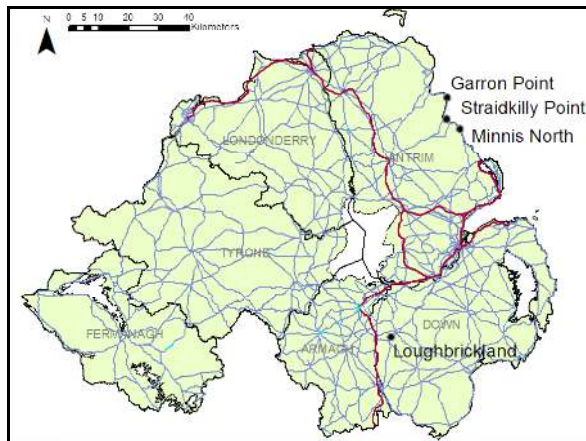 N
0 5 10 20 30 40
Kilometers
Garron Point
Straidkilly Point
Minnis North
LONDONDERRY
ANTRIM
TYRONE
DOWN
FERMANAGH
ARMAGH
Loughbrickland